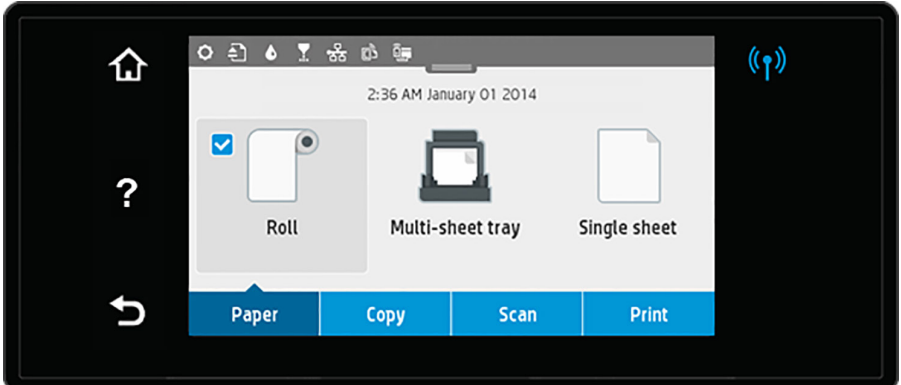 2:36 AM January 01 2014
Roll
Multi-sheet tray
Single sheet
?
Paper
Copy
Scan
Print